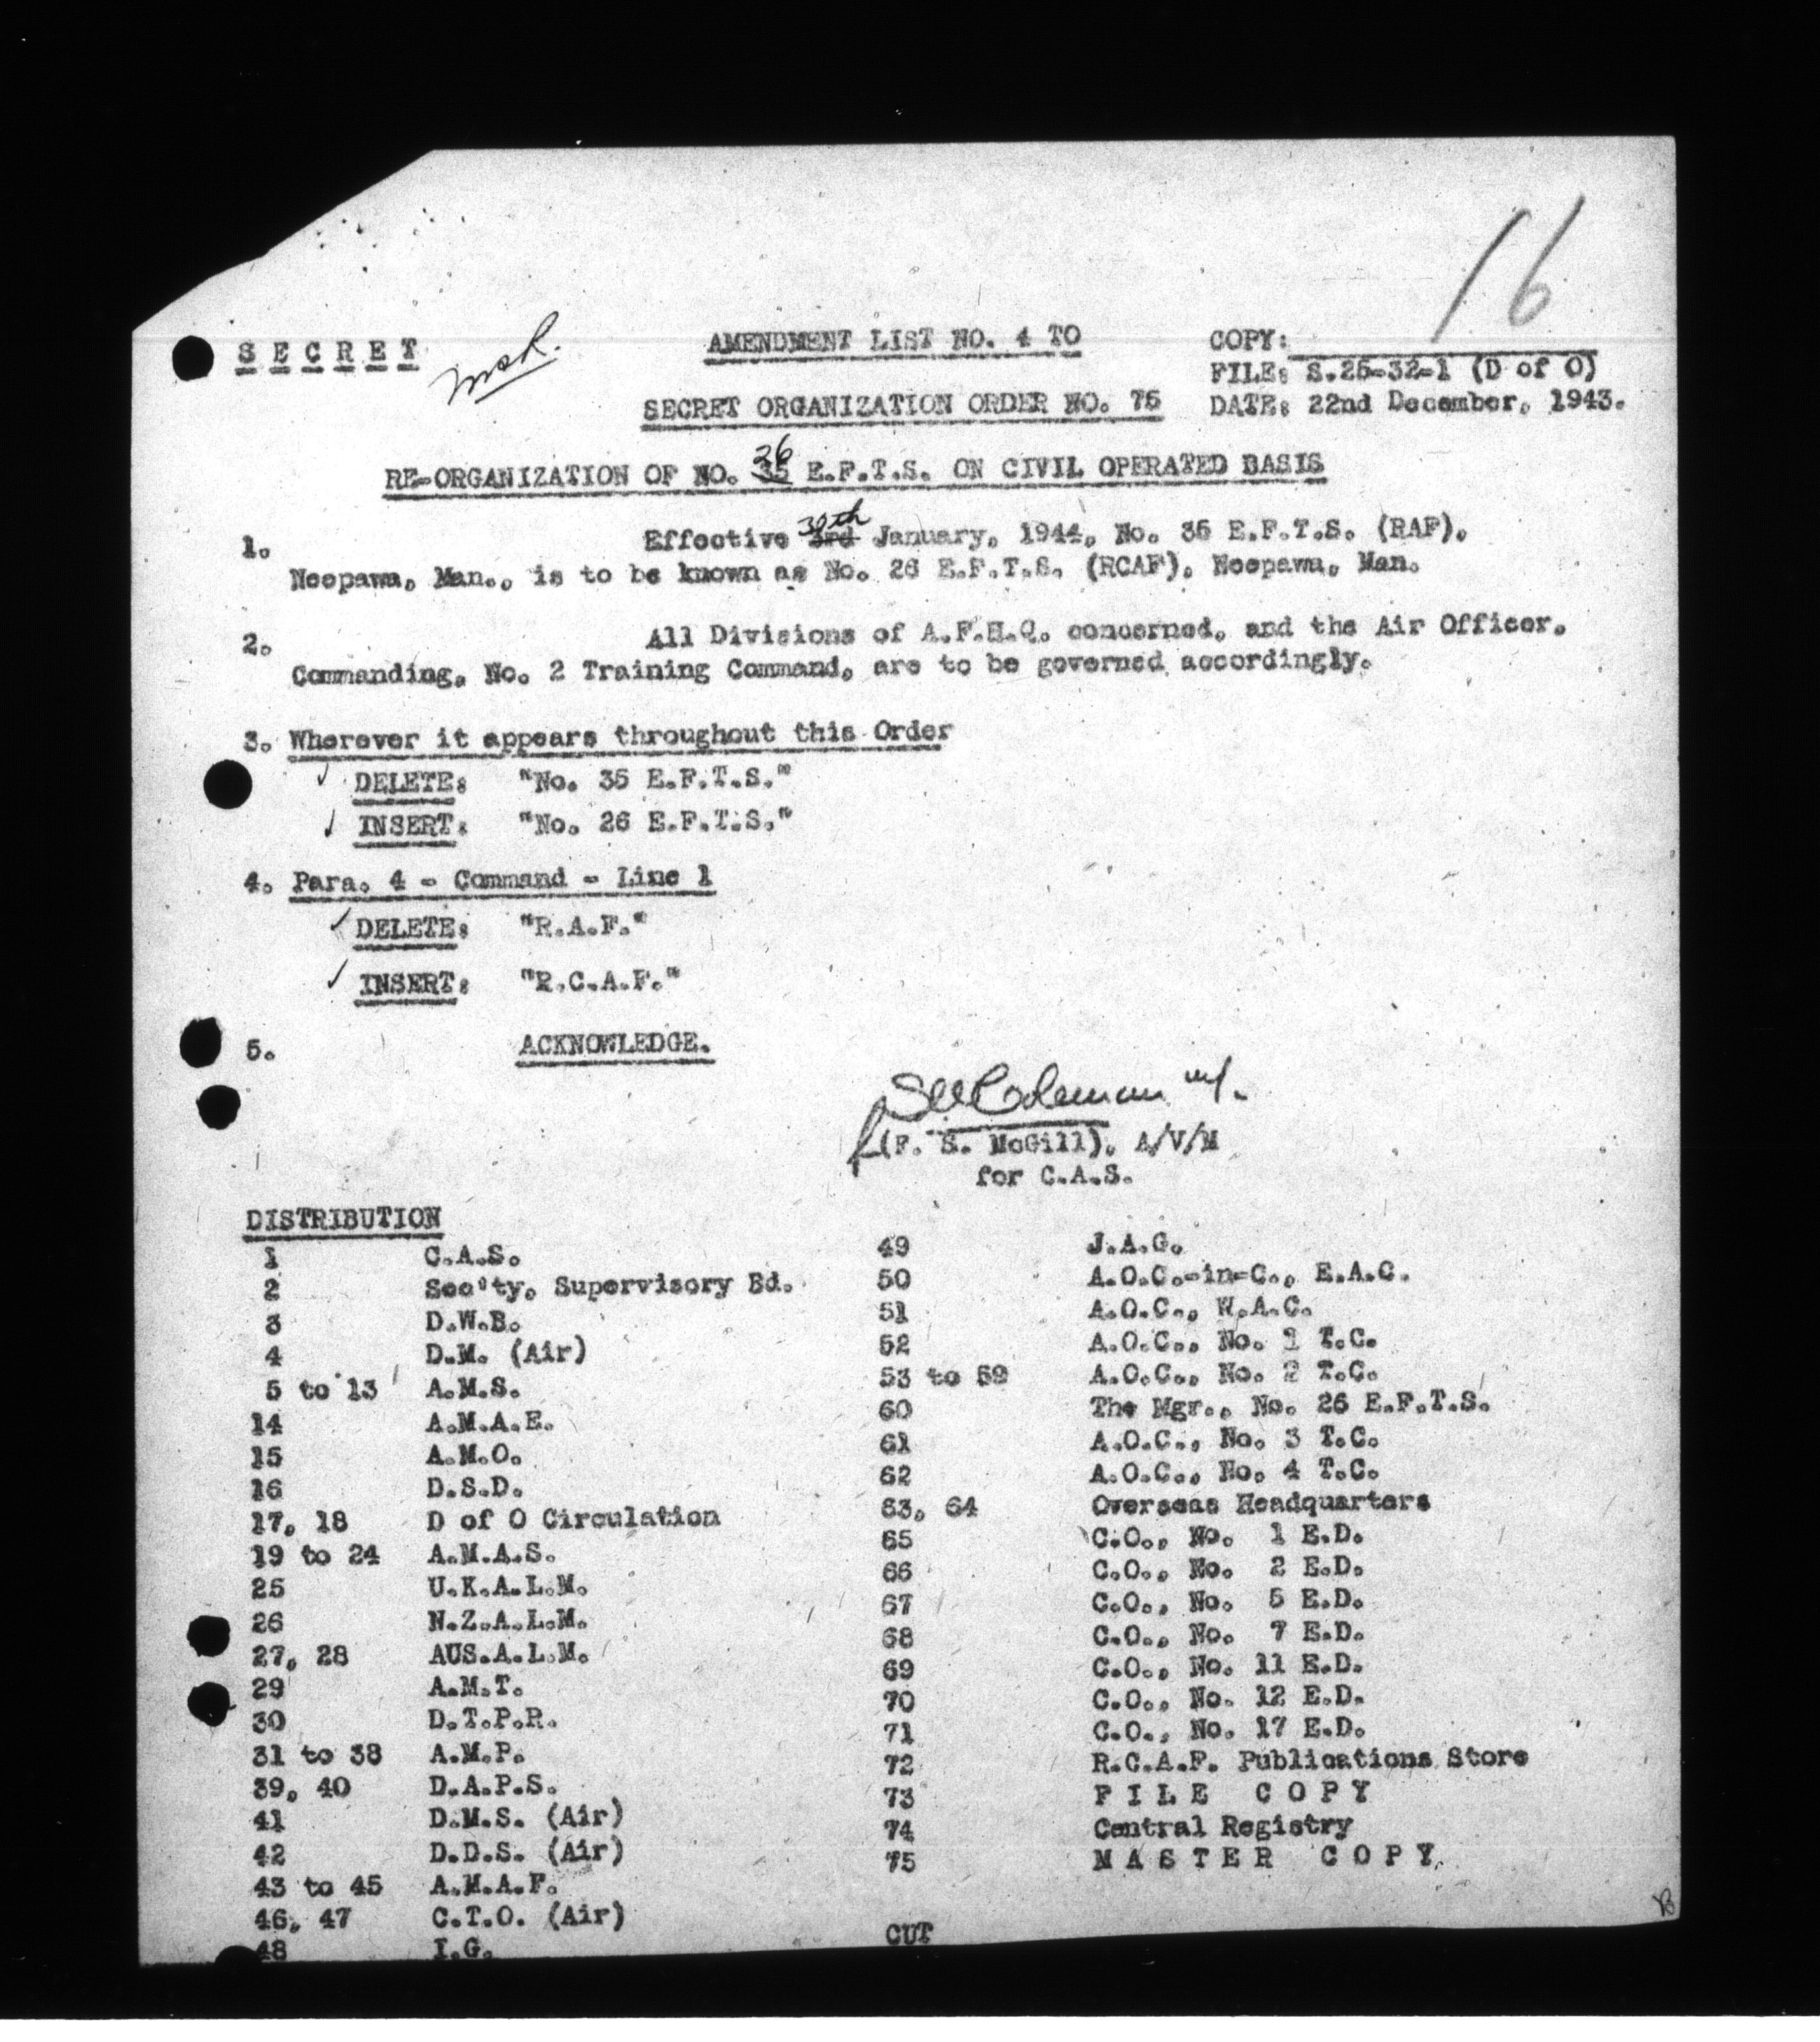 16
S E C R E T
AMENDMENT LIST NO. 4 TO
COPY:
FILE: S.25-32-1 (D of O)
SECRET ORGANIZATION ORDER NO. 75
DATE: 22nd December, 1943.
26
RE-ORGANIZATION OF NO. 35 E.F.T.S. ON CIVIL OPERATED BASIS
30th
1. Effective 3rd January, 1944, No. 35 E.F.T.S. (RAF),
Neepawa, Man., is to be known as No. 26 E.F.T.S. (RCAF), Neepawa, Man.
2. All Divisions of A.F.H.Q. concerned, and the Air Officer,
Commanding, No. 2 Training Command, are to be governed accordingly.
3. Wherever it appears throughout this Order
DELETE: "No. 35 E.F.T.S."
INSERT: "No. 26 E.F.T.S."
4. Para. 4 - Command - Line 1
DELETE: "R.A.F."
INSERT: "R.C.A.F."
5. ACKNOWLEDGE.
Coleman
(F. S. McGill), A/V/M
for C.A.S.
DISTRIBUTION
1 C.A.S.
2 Sec'ty, Supervisory Bd.
3 D.W.B.
4 D.M. (Air)
5 to 13 A.M.S.
14 A.M.A.E.
15 A.M.O.
16 D.S.D.
17, 18 D of O Circulation
19 to 24 A.M.A.S.
25 U.K.A.L.M.
26 N.Z.A.L.M.
27, 28 AUS.A.L.M.
29 A.M.T.
30 D.T.P.R.
31 to 38 A.M.P.
39, 40 D.A.P.S.
41 D.M.S. (Air)
42 D.D.S. (Air)
43 to 45 A.M.A.F.
46, 47 C.T.O. (Air)
48 I.G.
49 J.A.G.
50 A.O.C.-in-C., E.A.C.
51 A.O.C., W.A.C.
52 A.O.C., No. 1 T.C.
53 to 59 A.O.C., No. 2 T.C.
60 The Mgr., No. 26 E.F.T.S.
61 A.O.C., No. 3 T.C.
62 A.O.C., No. 4 T.C.
63, 64 Overseas Headquarters
65 C.O., No. 1 E.D.
66 C.O., No. 2 E.D.
67 C.O., No. 5 E.D.
68 C.O., No. 7 E.D.
69 C.O., No. 11 E.D.
70 C.O., No. 12 E.D.
71 C.O., No. 17 E.D.
72 R.C.A.F. Publications Store
73 F I L E C O P Y
74 Central Registry
75 M A S T E R C O P Y
CUT